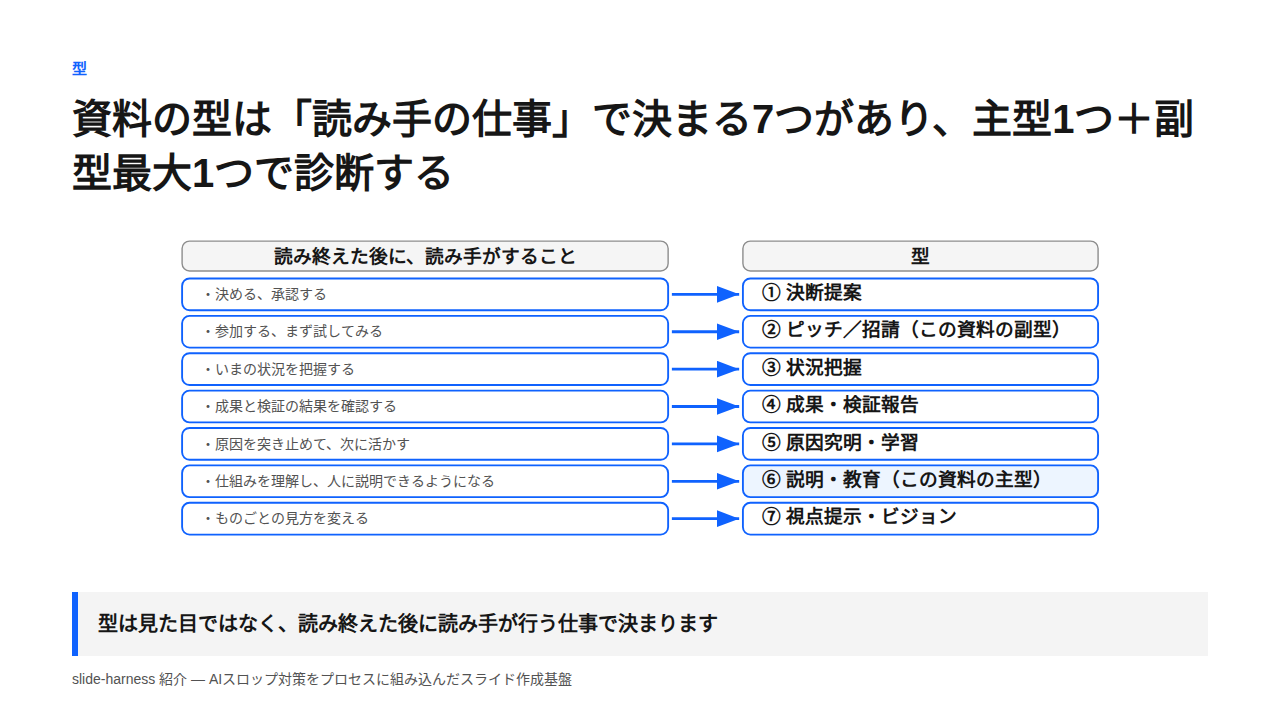 型
資料の型は「読み手の仕事」で決まる7つがあり、主型1つ＋副
型最大1つで診断する
読み終えた後に、読み手がすること
型
・決める、承認する
① 決断提案
・参加する、まず試してみる
② ピッチ／招請（この資料の副型）
・いまの状況を把握する
③ 状況把握
・成果と検証の結果を確認する
④ 成果・検証報告
・原因を突き止めて、次に活かす
⑤ 原因究明・学習
・仕組みを理解し、人に説明できるようになる
⑥ 説明・教育（この資料の主型）
・ものごとの見方を変える
⑦ 視点提示・ビジョン
型は見た目ではなく、読み終えた後に読み手が行う仕事で決まります
slide-harness 紹介 — AIスロップ対策をプロセスに組み込んだスライド作成基盤